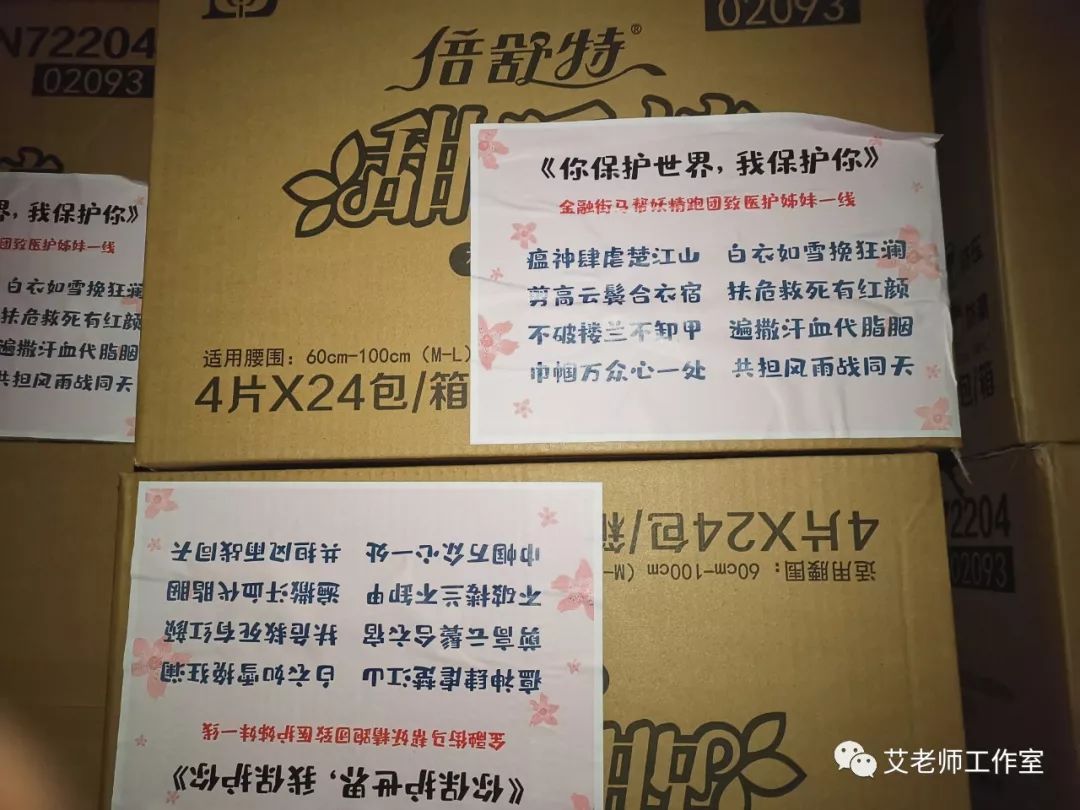 N72204
02093
02093
倍舒特®
甜
《你保护世界，我保护你》
金融街马帮妖精跑团致医护姊妹一线
瘟神肆虐楚江山 白衣如雪挽狂澜
剪高云鬓合衣宿 扶危救死有红颜
不破楼兰不卸甲 遍撒汗血代脂胭
巾帼万众心一处 共担风雨战同天
适用腰围：60cm-100cm（M-L）
4片X24包/箱
界，我保护你》
团致医护姊妹一线
白衣如雪挽狂澜
扶危救死有红颜
遍撒汗血代脂胭
共担风雨战同天
包/箱
《你保护世界，我保护你》
金融街马帮妖精跑团致医护姊妹一线
瘟神肆虐楚江山 白衣如雪挽狂澜
剪高云鬓合衣宿 扶危救死有红颜
不破楼兰不卸甲 遍撒汗血代脂胭
巾帼万众心一处 共担风雨战同天
适用腰围：60cm-100cm（M-
4片X24包/箱
2204
02093
艾老师工作室